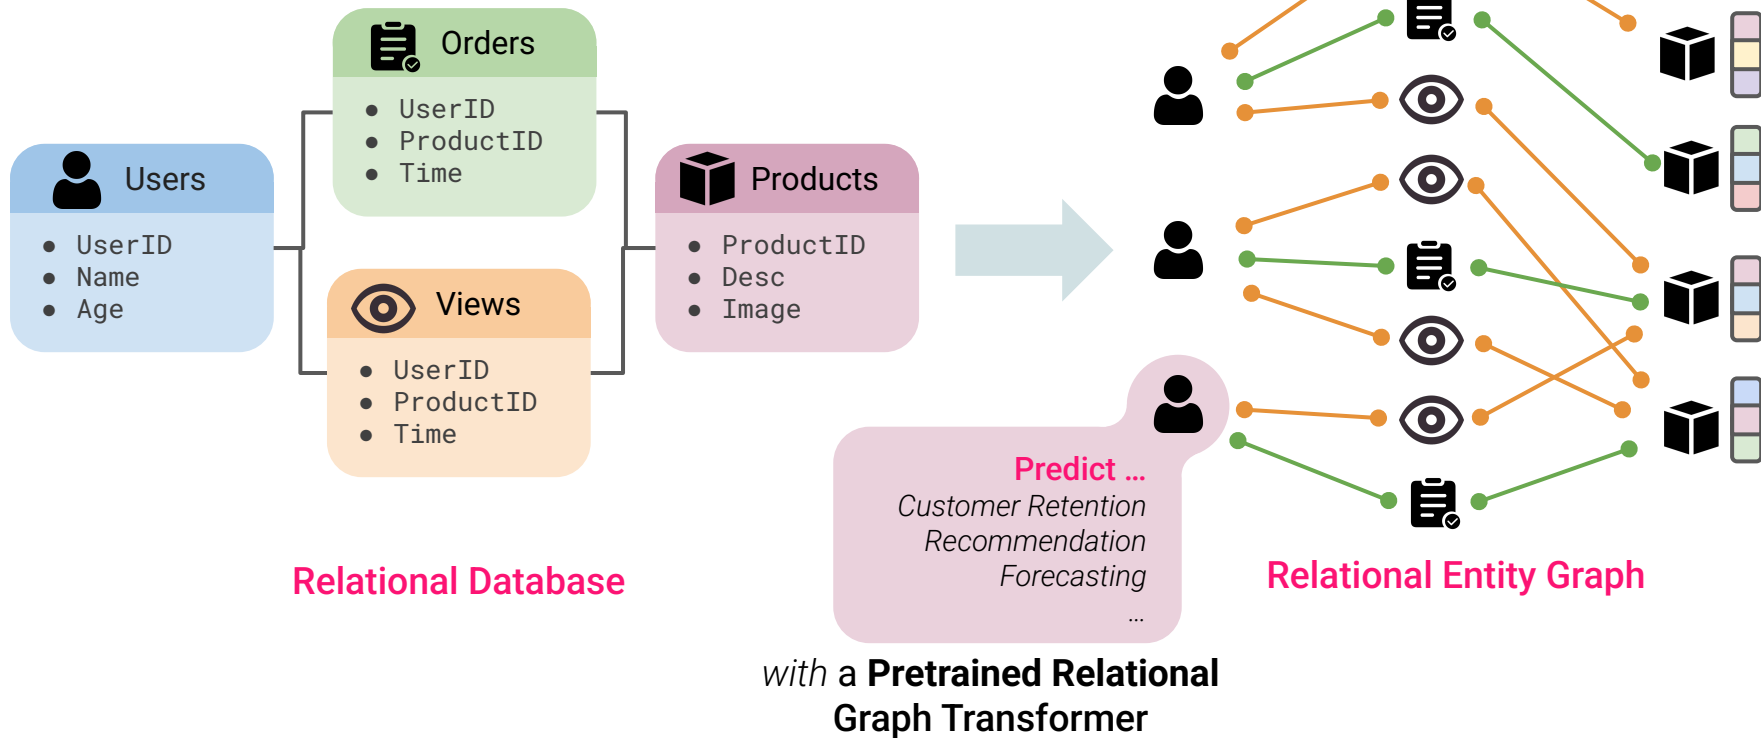 Orders
● UserID
● ProductID
● Time
Users
● UserID
● Name
● Age
Views
● UserID
● ProductID
● Time
Products
● ProductID
● Desc
● Image
Relational Database
Predict ...
Customer Retention
Recommendation
Forecasting
...
with a Pretrained Relational
Graph Transformer
Relational Entity Graph